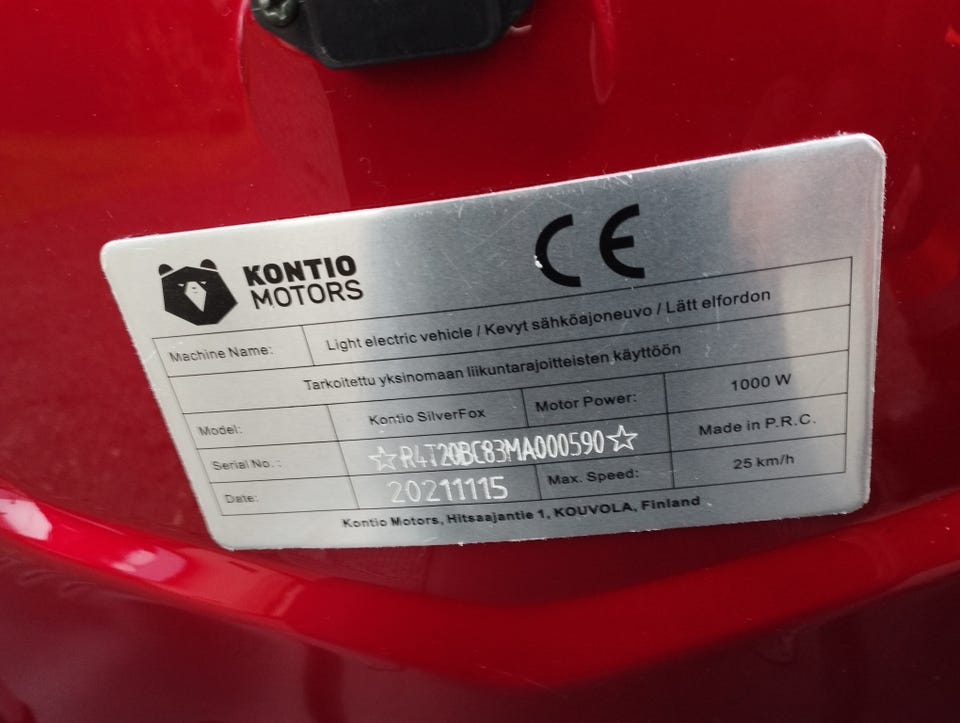 KONTIO
MOTORS
CE
Machine Name: Light electric vehicle / Kevyt sähköajoneuvo / Lätt elfordon
Tarkoitettu yksinomaan liikuntarajoitteisten käyttöön
Model: Kontio SilverFox Motor Power: 1000 W
Serial No.: ☆R4T20BC83MA000590☆ Made in P.R.C.
Date: 20211115 Max. Speed: 25 km/h
Kontio Motors, Hitsaajantie 1, KOUVOLA, Finland